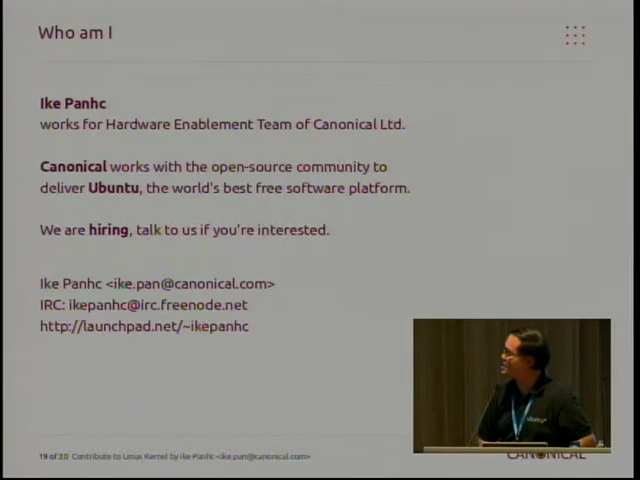 Who am I
Ike Panhc
works for Hardware Enablement Team of Canonical Ltd.
Canonical works with the open-source community to
deliver Ubuntu, the world's best free software platform.
We are hiring, talk to us if you're interested.
Ike Panhc <ike.pan@canonical.com>
IRC: ikepanhc@irc.freenode.net
http://launchpad.net/~ikepanhc
19 of 20 Contribute to Linux Kernel by Ike Panhc <ike.pan@canonical.com>
CANONICAL